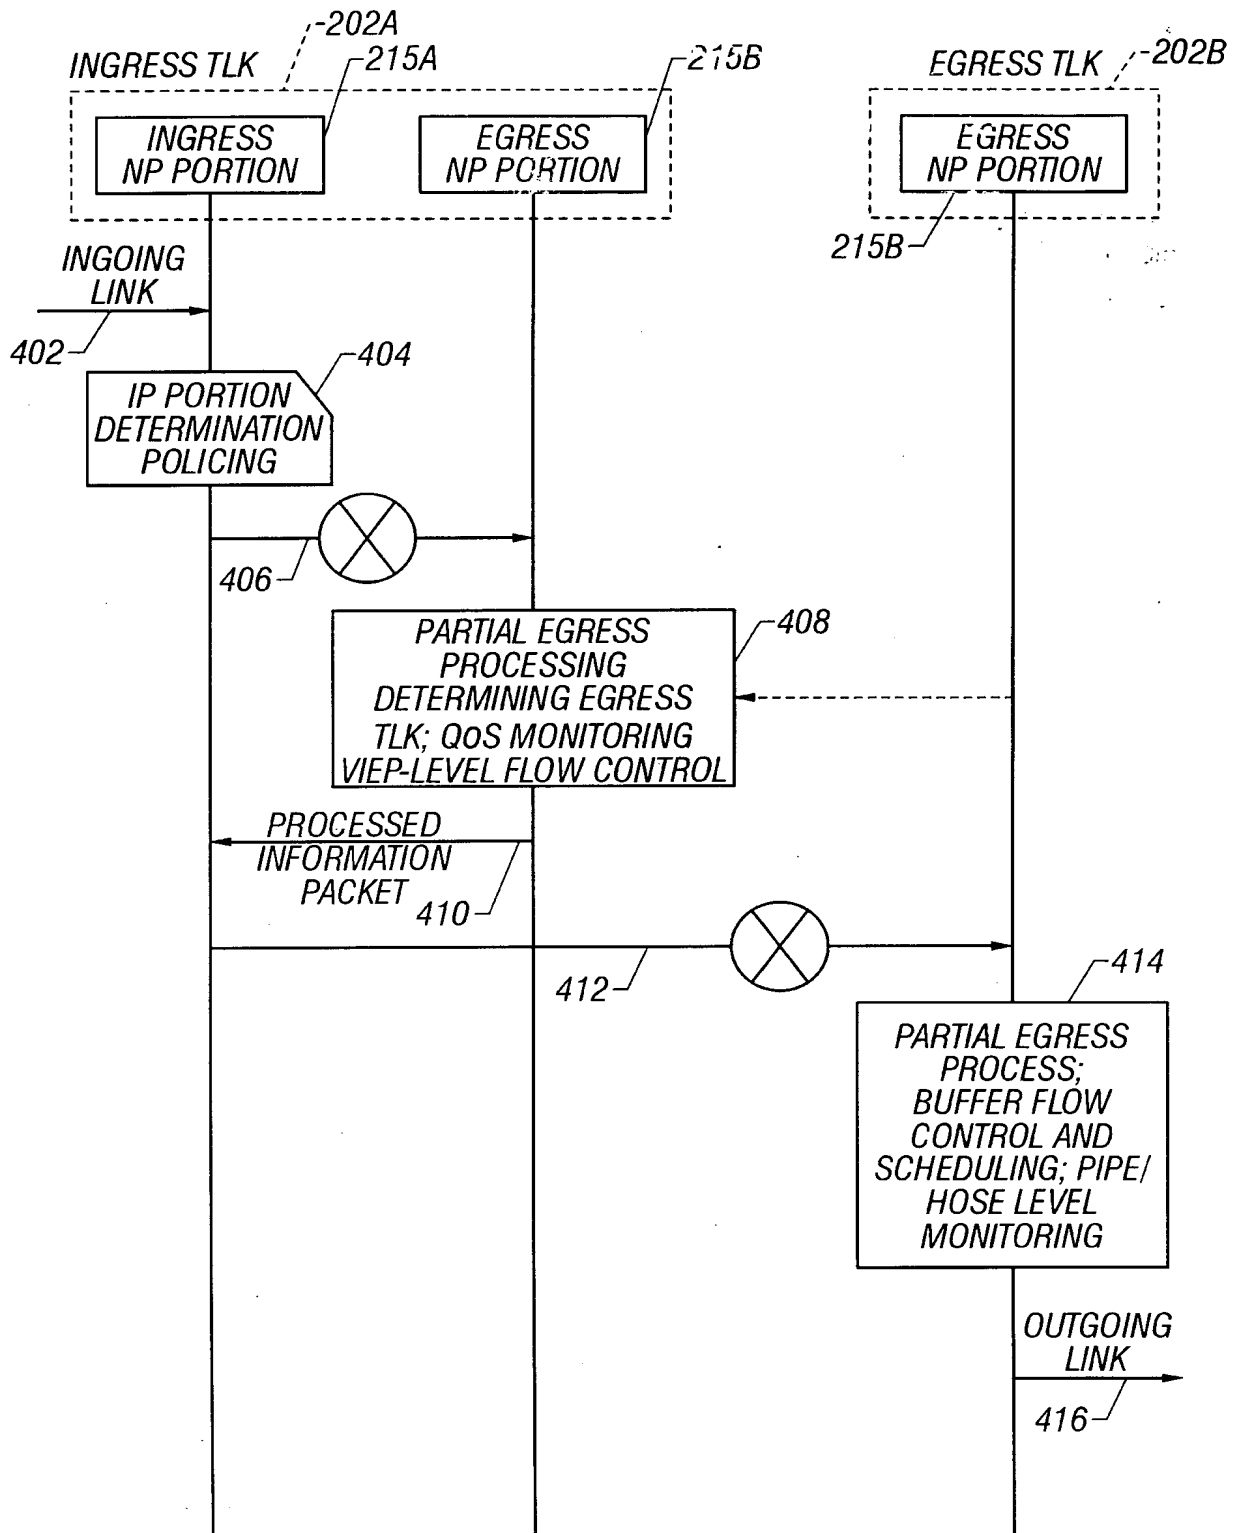 202A
INGRESS TLK
215A
215B
EGRESS TLK
202B
INGRESS
NP PORTION
EGRESS
NP PORTION
EGRESS
NP PORTION
215B
INGOING
LINK
402
404
IP PORTION
DETERMINATION
POLICING
406
408
PARTIAL EGRESS
PROCESSING
DETERMINING EGRESS
TLK; QoS MONITORING
VIEP-LEVEL FLOW CONTROL
PROCESSED
INFORMATION
PACKET
410
412
414
PARTIAL EGRESS
PROCESS;
BUFFER FLOW
CONTROL AND
SCHEDULING; PIPE/
HOSE LEVEL
MONITORING
OUTGOING
LINK
416